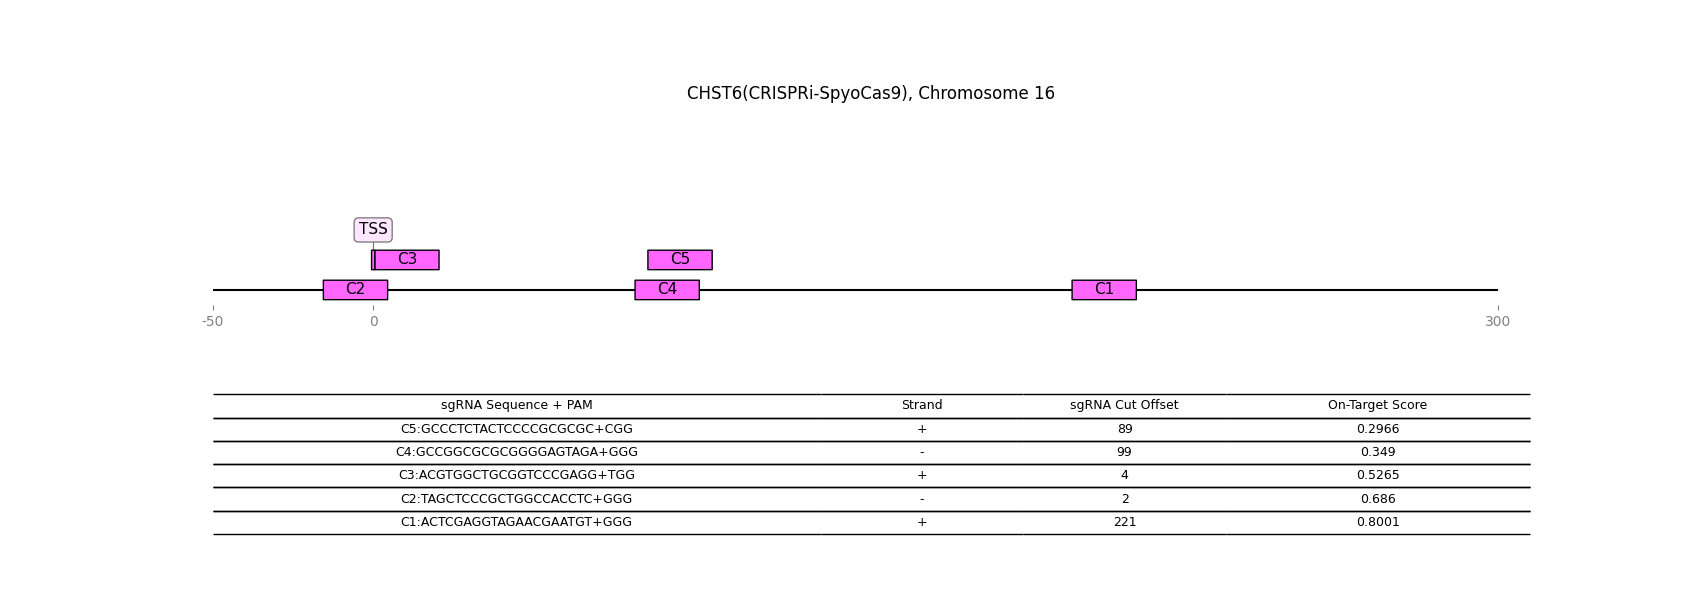 CHST6(CRISPRi-SpyoCas9), Chromosome 16
TSS
C3 C5
C2 C4 C1
-50 0 300
sgRNA Sequence + PAM Strand sgRNA Cut Offset On-Target Score
C5:GCCCTCTACTCCCCGCGCGC+CGG + 89 0.2966
C4:GCCGGCGCGCGGGGAGTAGA+GGG - 99 0.349
C3:ACGTGGCTGCGGTCCCGAGG+TGG + 4 0.5265
C2:TAGCTCCCGCTGGCCACCTC+GGG - 2 0.686
C1:ACTCGAGGTAGAACGAATGT+GGG + 221 0.8001